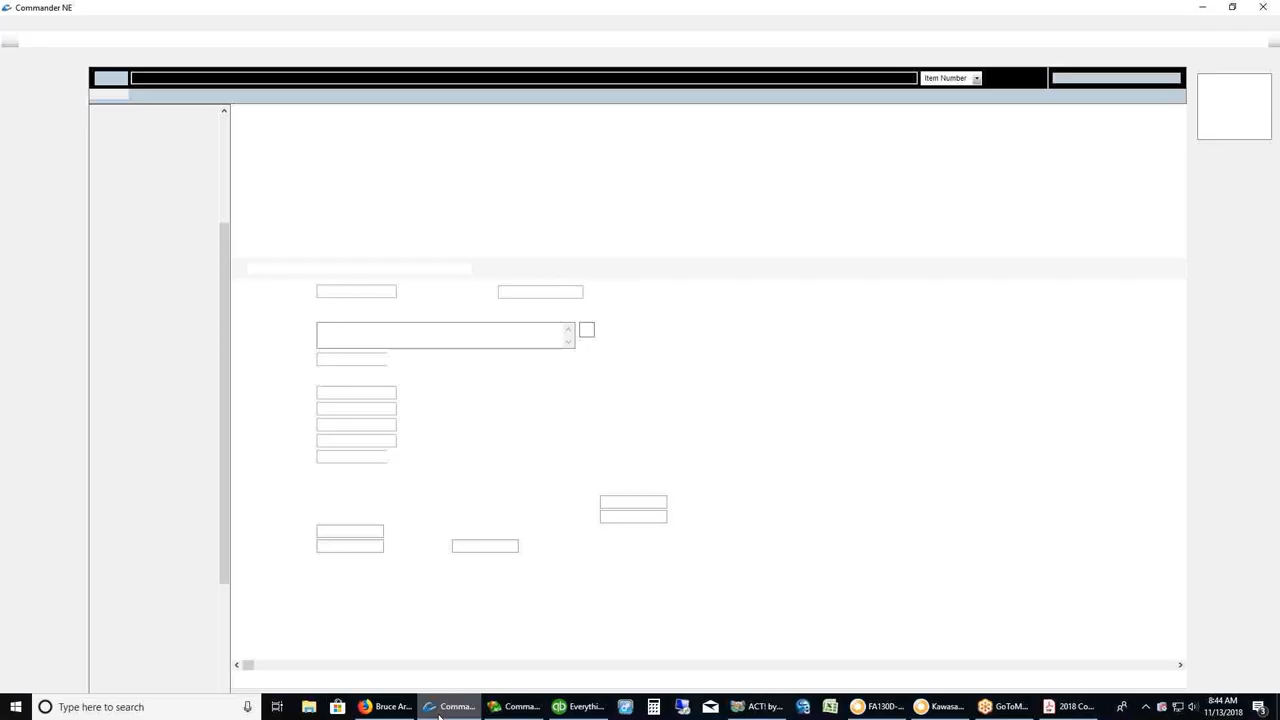 Commander NE
Item Number
Type here to search
Bruce Ar...
Comma...
Comma...
Everythi...
ACT! by...
FA130D-...
Kawasa...
GoToM...
2018 Co...
8:44 AM
11/13/2018
3